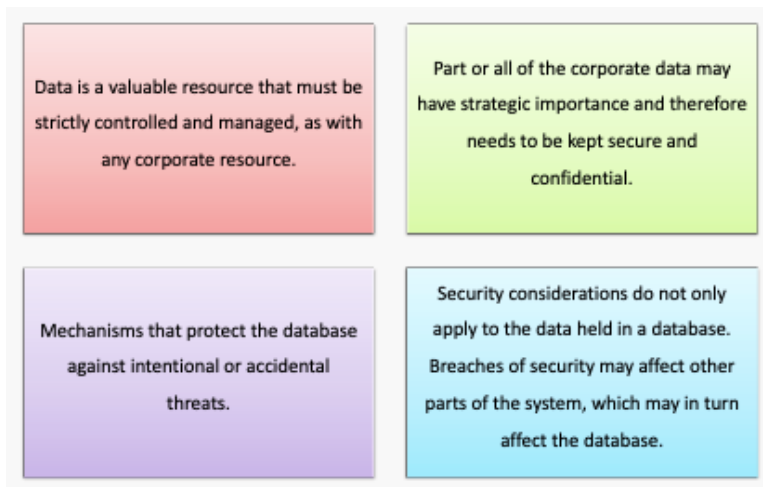 Data is a valuable resource that must be
strictly controlled and managed, as with
any corporate resource.
Part or all of the corporate data may
have strategic importance and therefore
needs to be kept secure and
confidential.
Mechanisms that protect the database
against intentional or accidental
threats.
Security considerations do not only
apply to the data held in a database.
Breaches of security may affect other
parts of the system, which may in turn
affect the database.